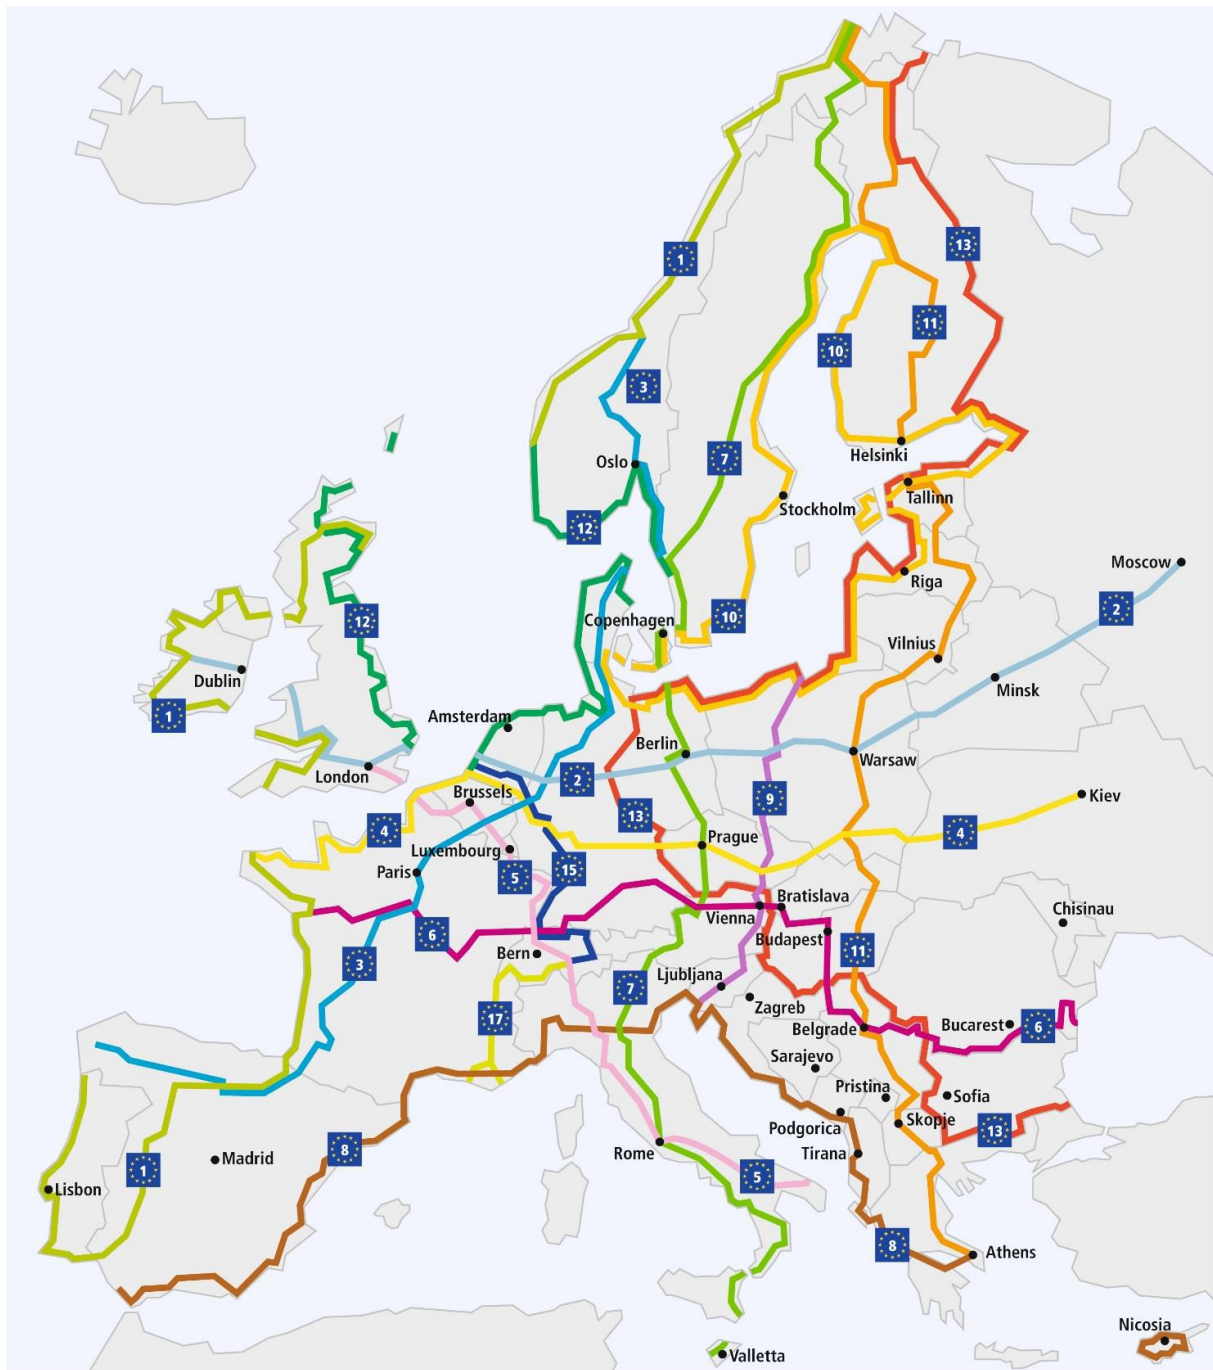 1
13
11
10
3
7
Helsinki
Oslo
Tallinn
Stockholm
12
Moscow
Riga
2
10
12
Copenhagen
Vilnius
Dublin
Minsk
1
Amsterdam
Berlin
Warsaw
London
2
Brussels
9
Kiev
13
4
4
Prague
Luxembourg
Paris
5
15
Bratislava
Vienna
Chisinau
6
Budapest
Bern
11
3
Ljubljana
7
Zagreb
17
Belgrade
Bucarest
6
Sarajevo
Pristina
Sofia
Podgorica
Skopje
13
Rome
Tirana
8
Madrid
1
5
Lisbon
8
Athens
Nicosia
Valletta